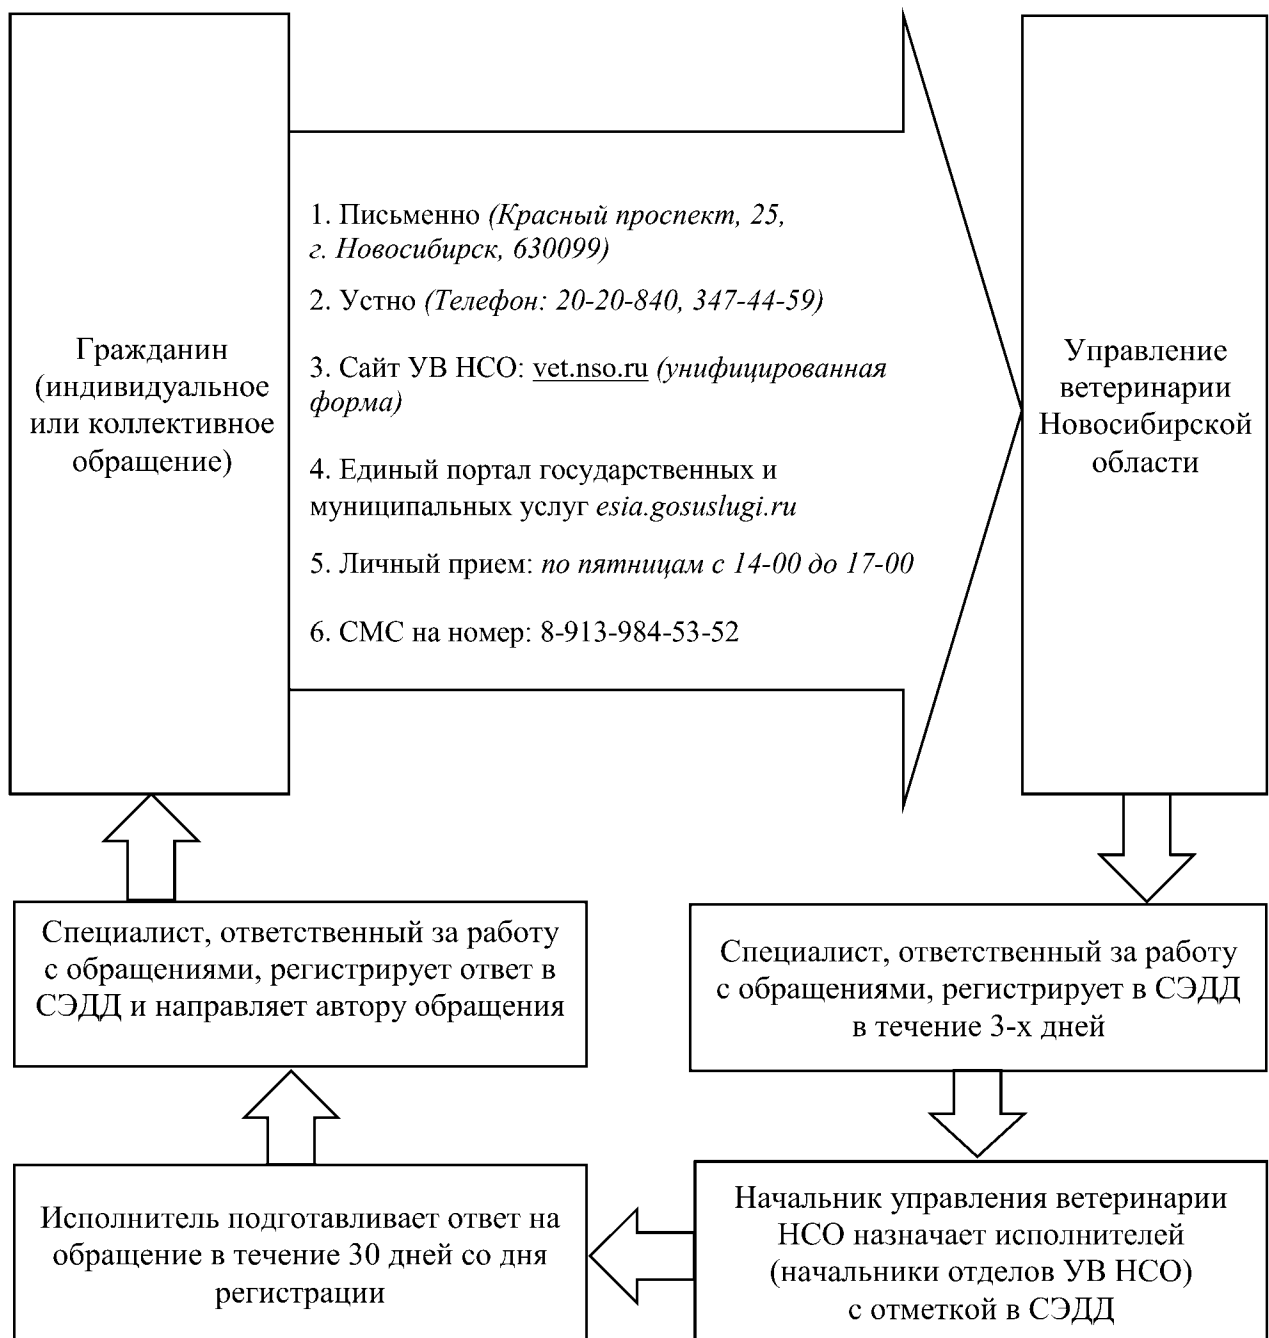 Гражданин
(индивидуальное
или коллективное
обращение)
1. Письменно (Красный проспект, 25,
г. Новосибирск, 630099)
2. Устно (Телефон: 20-20-840, 347-44-59)
3. Сайт УВ НСО: vet.nso.ru (унифицированная
форма)
4. Единый портал государственных и
муниципальных услуг esia.gosuslugi.ru
5. Личный прием: по пятницам с 14-00 до 17-00
6. СМС на номер: 8-913-984-53-52
Управление
ветеринарии
Новосибирской
области
Специалист, ответственный за работу
с обращениями, регистрирует в СЭДД
в течение 3-х дней
Начальник управления ветеринарии
НСО назначает исполнителей
(начальники отделов УВ НСО)
с отметкой в СЭДД
Исполнитель подготавливает ответ на
обращение в течение 30 дней со дня
регистрации
Специалист, ответственный за работу
с обращениями, регистрирует ответ в
СЭДД и направляет автору обращения